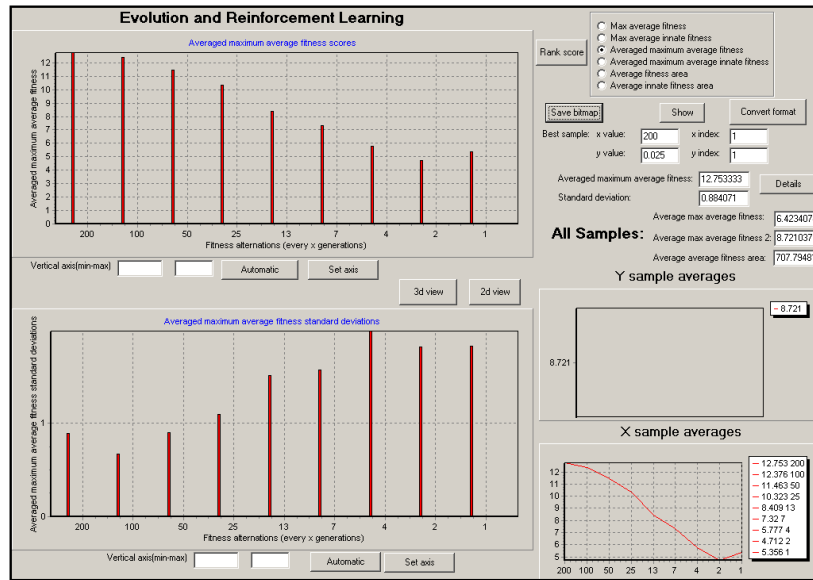 Evolution and Reinforcement Learning
Averaged maximum average fitness scores
Averaged maximum average fitness
12
11
10
9
8
7
6
5
4
3
2
1
0
200 100 50 25 13 7 4 2 1
Fitness alternations (every x generations)
Vertical axis(min-max)
Automatic
Set axis
3d view
2d view
Averaged maximum average fitness standard deviations
Averaged maximum average fitness standard deviations
1
0
200 100 50 25 13 7 4 2 1
Fitness alternations (every x generations)
Vertical axis(min-max)
Automatic
Set axis
Rank score
Max average fitness
Max average innate fitness
Averaged maximum average fitness
Averaged maximum average innate fitness
Average fitness area
Average innate fitness area
Save bitmap
Show
Convert format
Best sample: x value: 200 x index: 1
y value: 0.025 y index: 1
Averaged maximum average fitness: 12.753333
Standard deviation: 0.884071
Details
All Samples:
Average max average fitness: 6.423407
Average max average fitness 2: 8.721037
Average average fitness area: 707.79481
Y sample averages
8.721
8.721
X sample averages
12
11
10
9
8
7
6
5
200 100 50 25 13 7 4 2 1
12.753 200
12.376 100
11.463 50
10.323 25
8.409 13
7.32 7
5.777 4
4.712 2
5.356 1